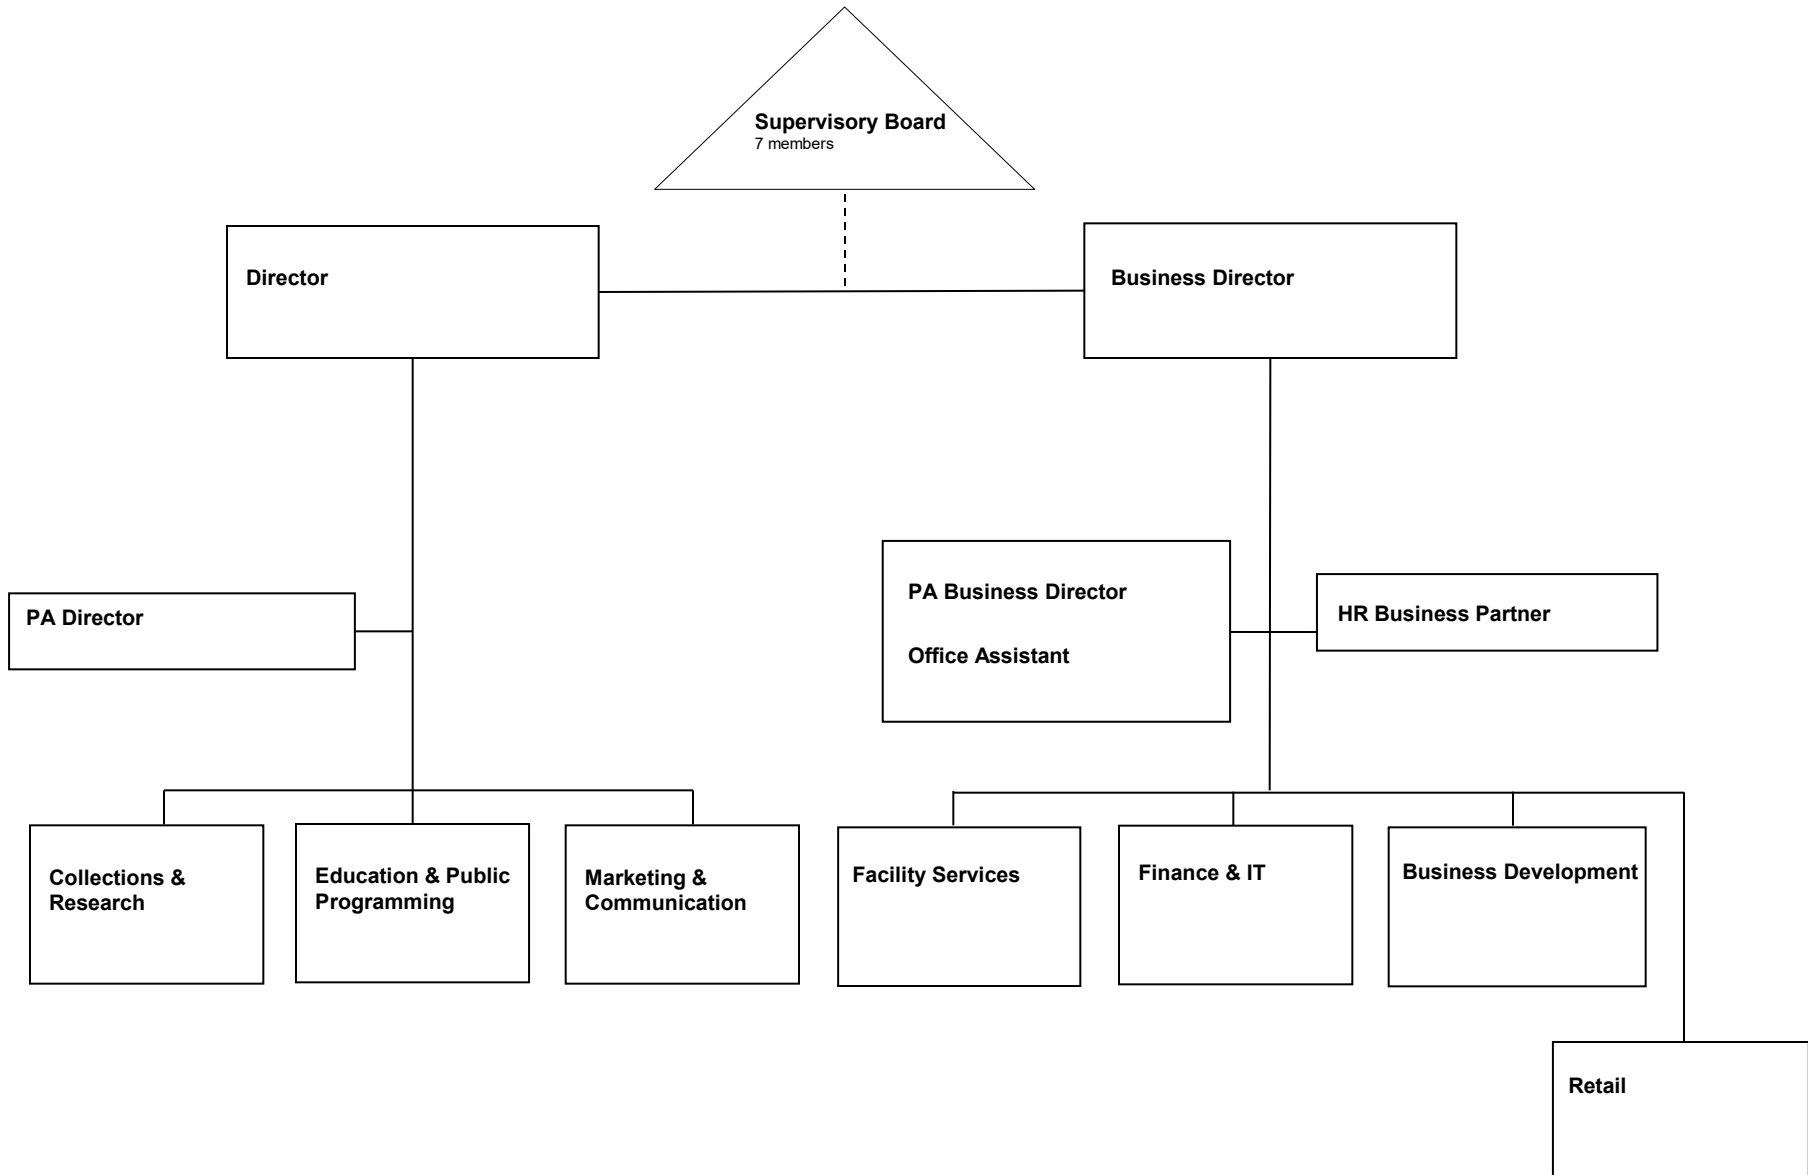 Supervisory Board
7 members
Director
Business Director
PA Director
PA Business Director
Office Assistant
HR Business Partner
Collections &
Research
Education & Public
Programming
Marketing &
Communication
Facility Services
Finance & IT
Business Development
Retail